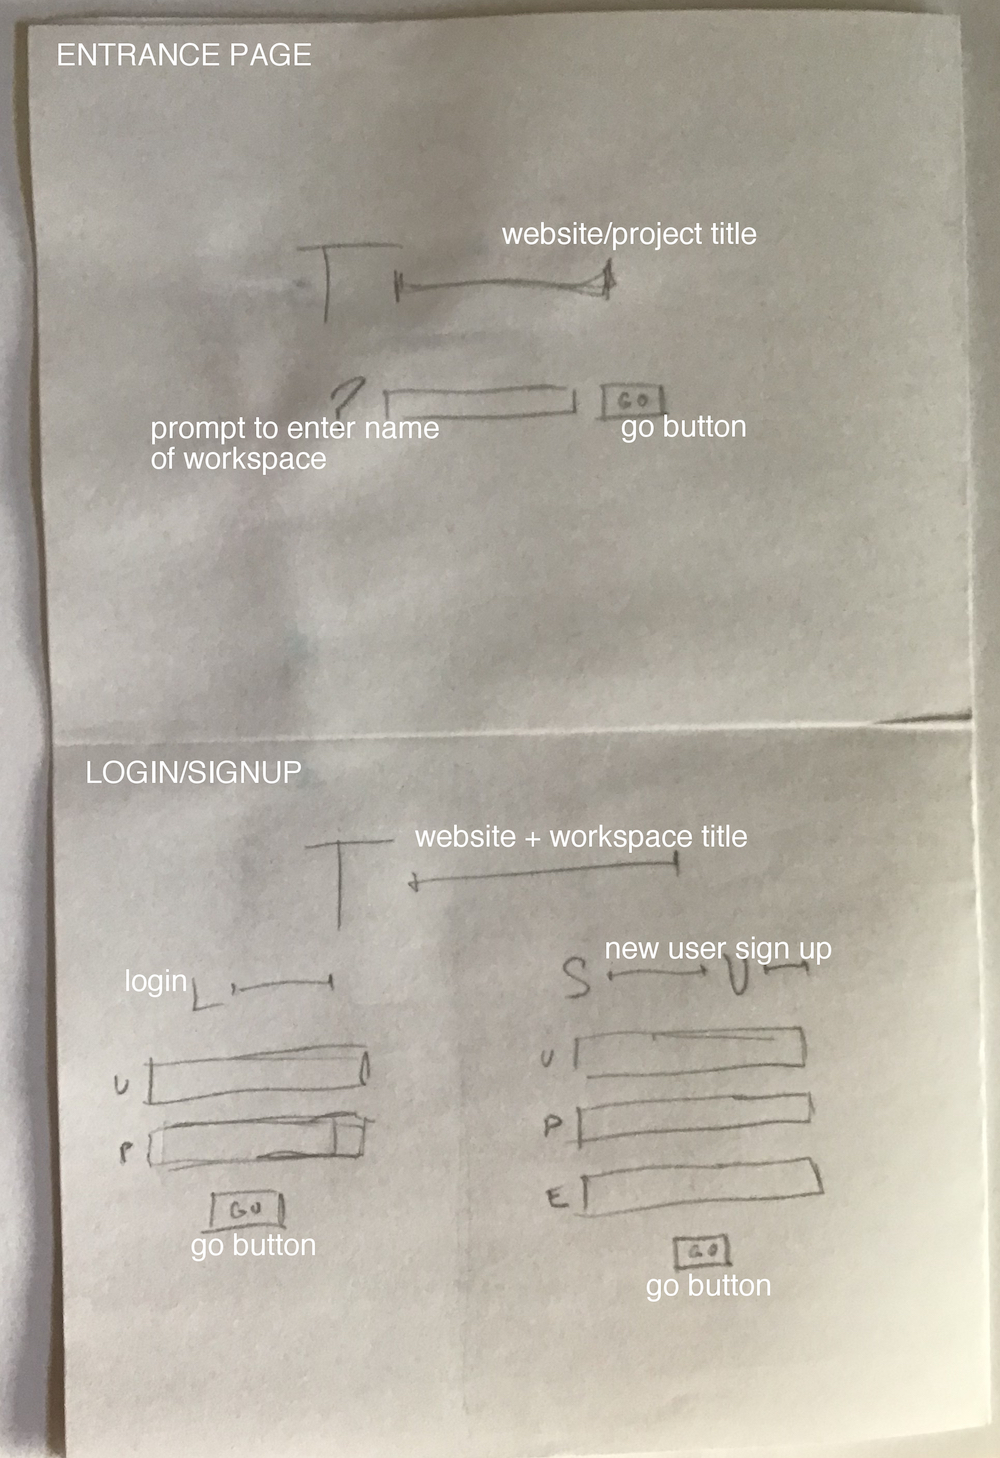 ENTRANCE PAGE
website/project title
T
? GO
prompt to enter name
of workspace
go button
LOGIN/SIGNUP
website + workspace title
T
login L
U
P
GO
go button
new user sign up
S U
U
P
E
GO
go button